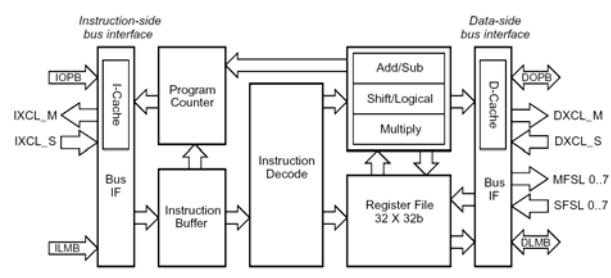 Instruction-side
bus interface
Data-side
bus interface
IOPB
IXCL_M
IXCL_S
ILMB
I-Cache
Bus
IF
Program
Counter
Instruction
Buffer
Instruction
Decode
Add/Sub
Shift/Logical
Multiply
Register File
32 X 32b
D-Cache
Bus
IF
DOPB
DXCL_M
DXCL_S
MFSL 0..7
SFSL 0..7
DLMB